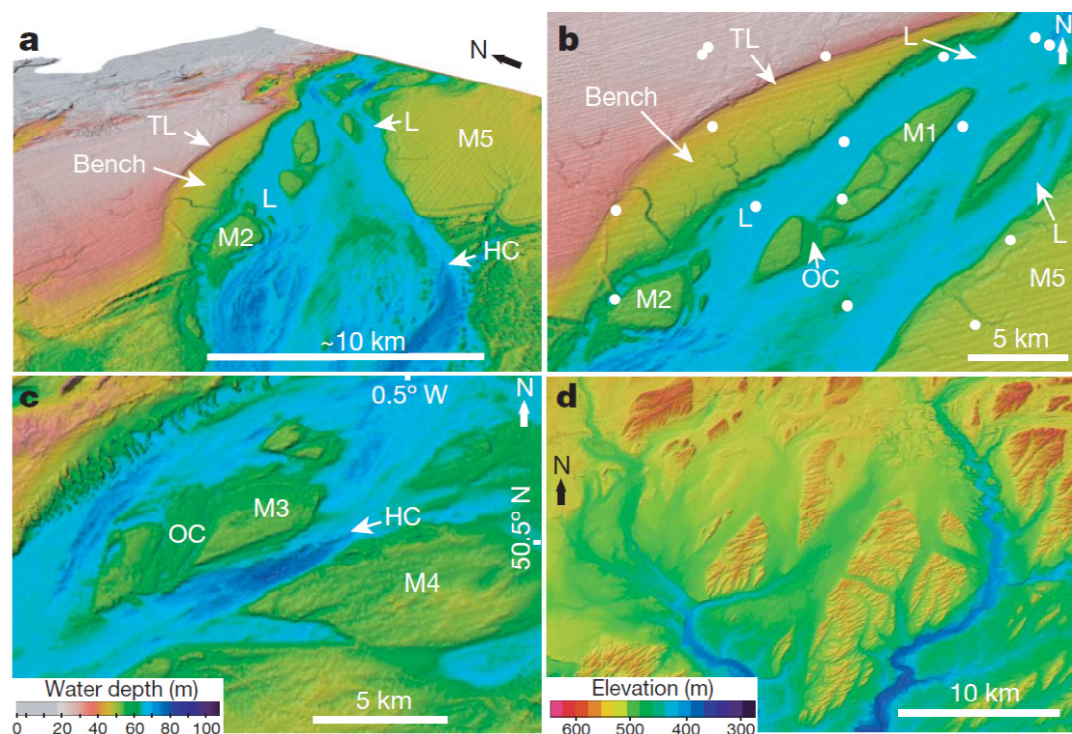 a
N
TL
L
M5
Bench
L
M2
HC
~10 km
b
N
TL
L
Bench
M1
L
L
OC
M2
M5
5 km
c
0.5° W
N
M3
HC
OC
50.5° N
M4
Water depth (m)
0 20 40 60 80 100
5 km
d
N
Elevation (m)
600 500 400 300
10 km